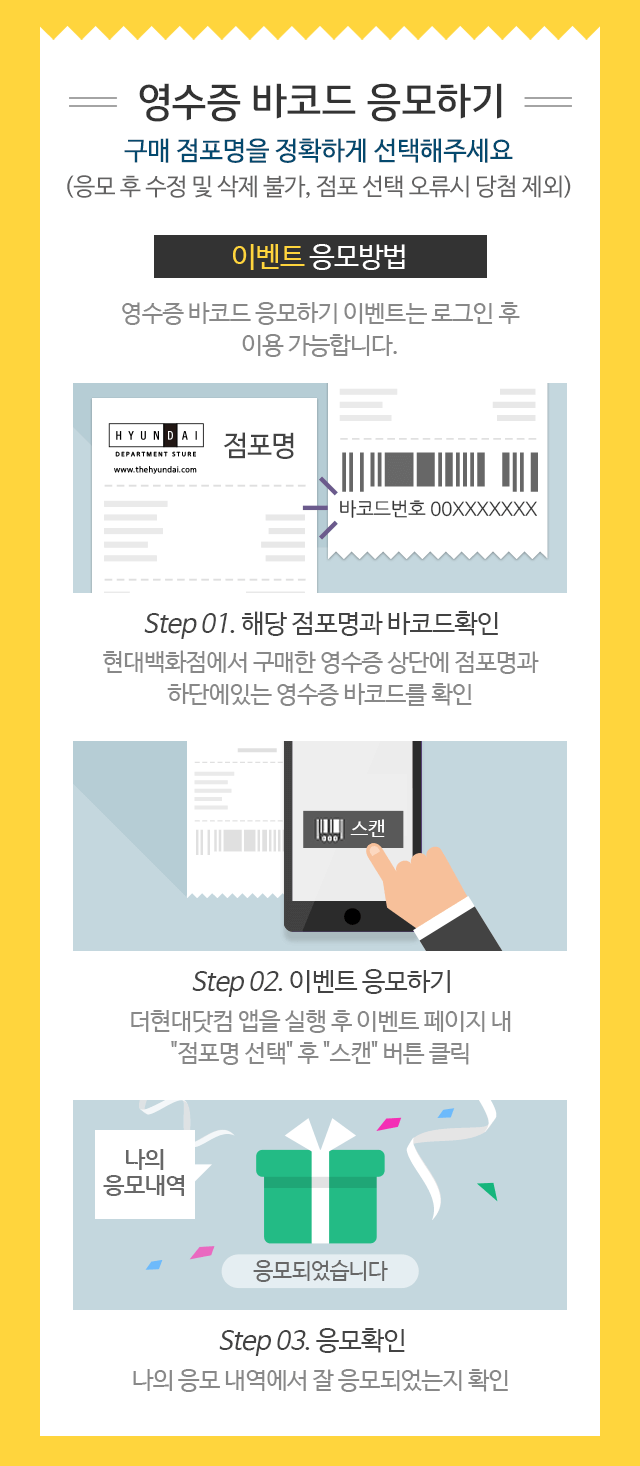 영수증 바코드 응모하기
구매 점포명을 정확하게 선택해주세요
(응모 후 수정 및 삭제 불가, 점포 선택 오류시 당첨 제외)
이벤트 응모방법
영수증 바코드 응모하기 이벤트는 로그인 후
이용 가능합니다.
HYUNDAI
DEPARTMENT STURE
www.thehyundai.com
점포명
바코드번호 00XXXXXXX
Step 01. 해당 점포명과 바코드확인
현대백화점에서 구매한 영수증 상단에 점포명과
하단에있는 영수증 바코드를 확인
000
스캔
Step 02. 이벤트 응모하기
더현대닷컴 앱을 실행 후 이벤트 페이지 내
"점포명 선택" 후 "스캔" 버튼 클릭
나의
응모내역
응모되었습니다
Step 03. 응모확인
나의 응모 내역에서 잘 응모되었는지 확인